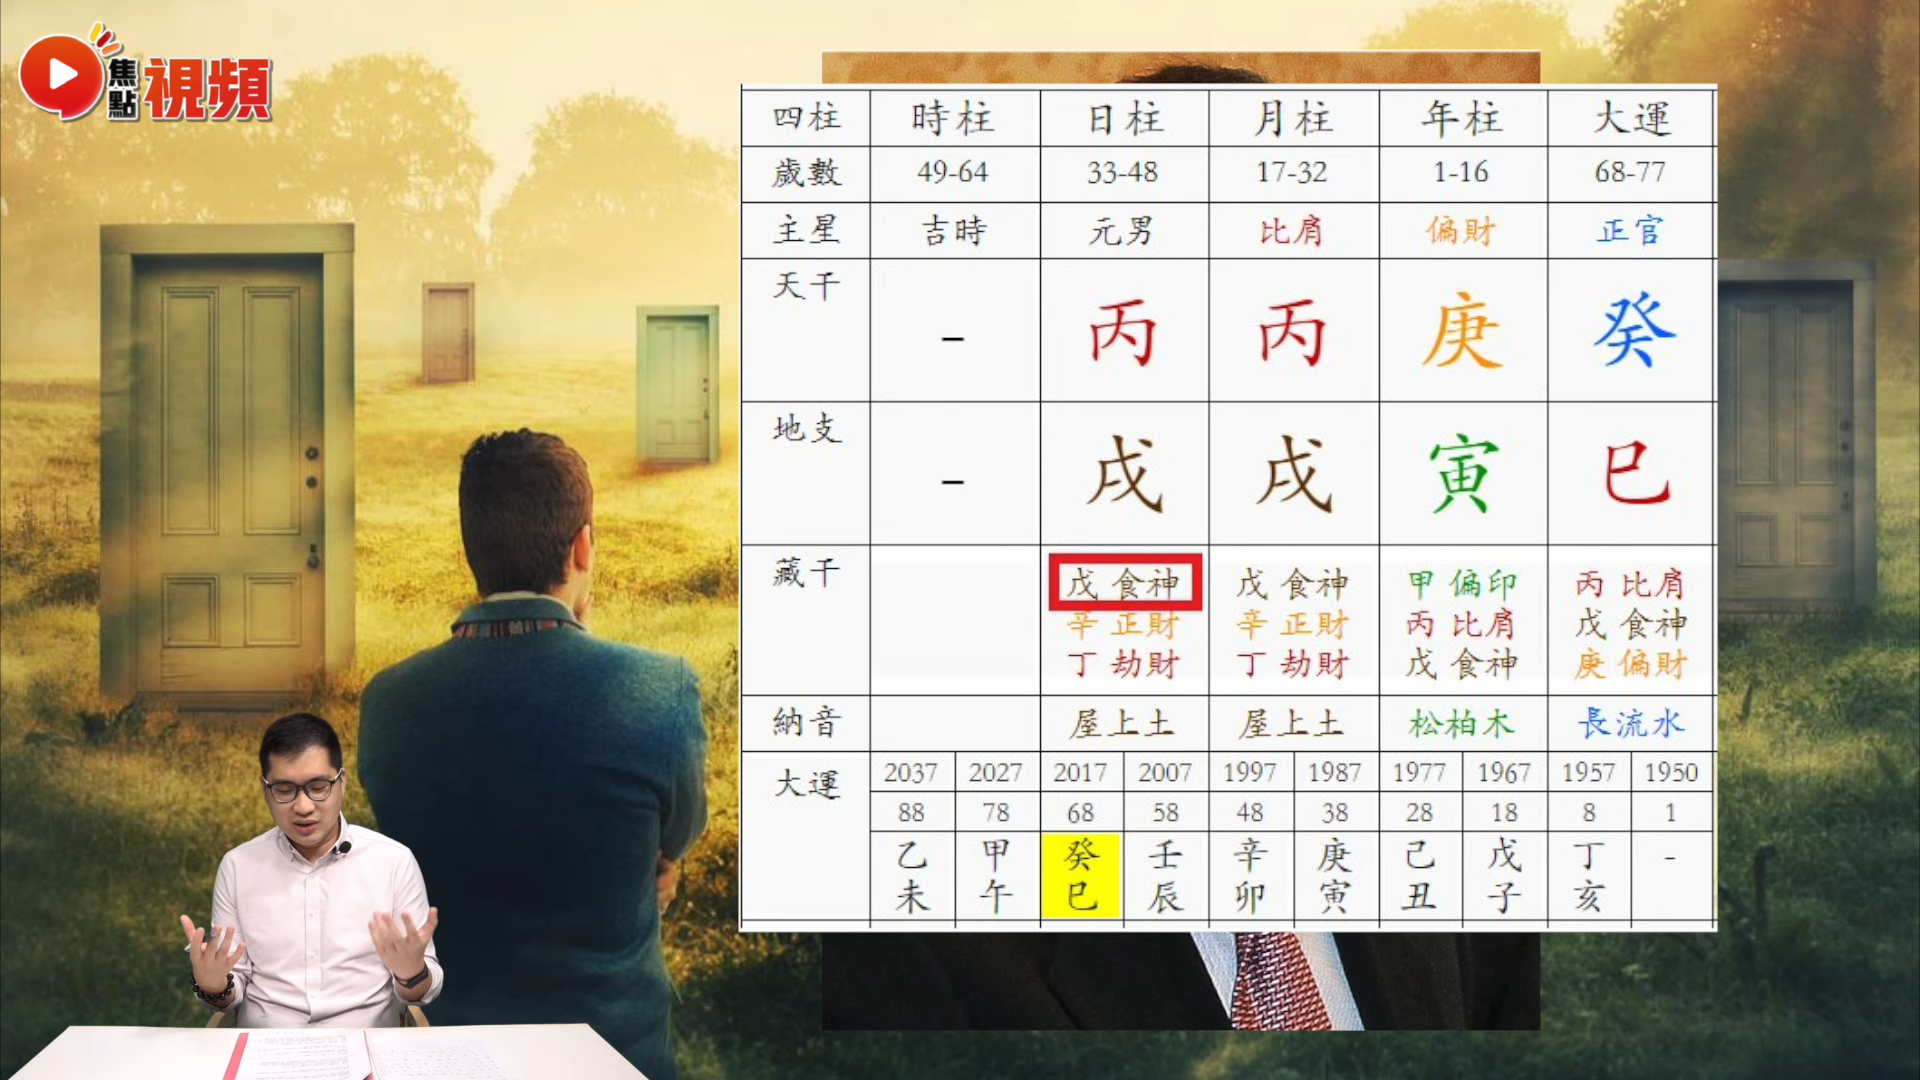 焦點視頻
四柱 時柱 日柱 月柱 年柱 大運
歲數 49-64 33-48 17-32 1-16 68-77
主星 吉時 元男 比肩 偏財 正官
天干 – 丙 丙 庚 癸
地支 – 戌 戌 寅 巳
藏干 戊 食神 戊 食神 甲 偏印 丙 比肩
辛 正財 辛 正財 丙 比肩 戊 食神
丁 劫財 丁 劫財 戊 食神 庚 偏財
納音 屋上土 屋上土 松柏木 長流水
大運 2037 2027 2017 2007 1997 1987 1977 1967 1957 1950
88 78 68 58 48 38 28 18 8 1
乙 甲 癸 壬 辛 庚 己 戊 丁 -
未 午 巳 辰 卯 寅 丑 子 亥